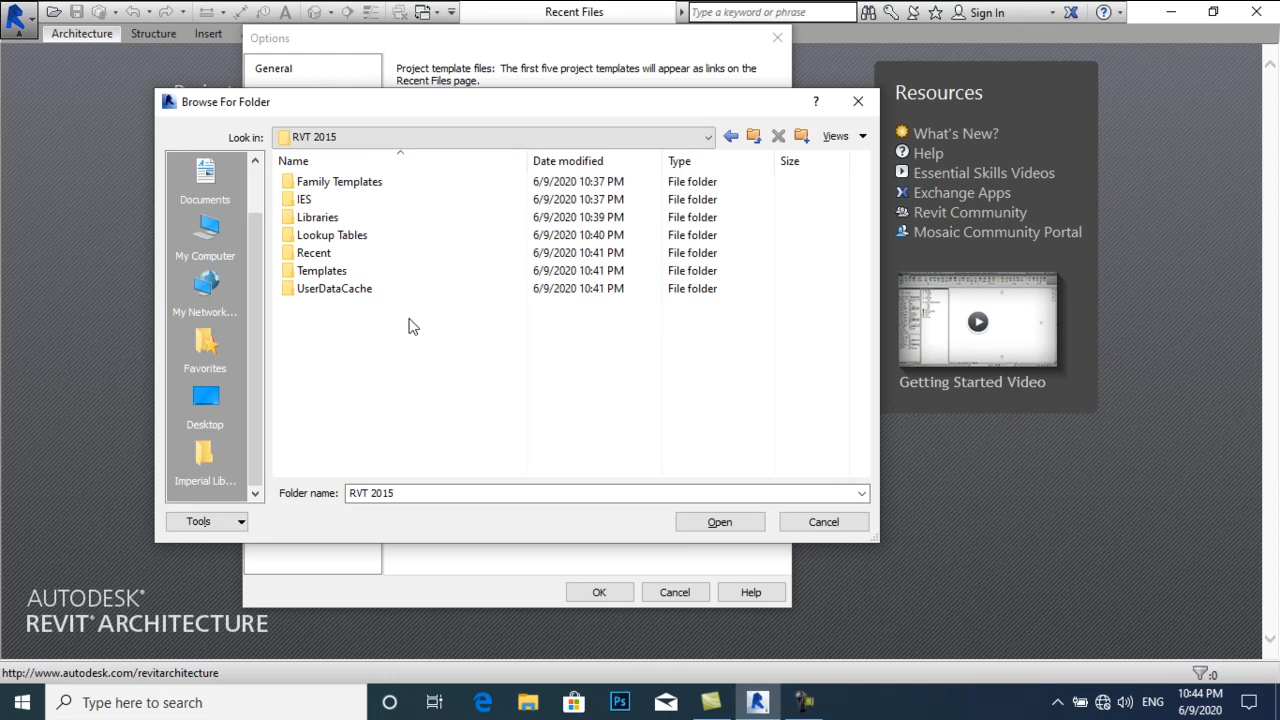 Recent Files
Type a keyword or phrase
Sign In
Architecture
Structure
Insert
Options
General
Project template files: The first five project templates will appear as links on the
Recent Files page.
Browse For Folder
Look in:
RVT 2015
Views
Name
Date modified
Type
Size
Family Templates 6/9/2020 10:37 PM File folder
IES 6/9/2020 10:37 PM File folder
Libraries 6/9/2020 10:39 PM File folder
Lookup Tables 6/9/2020 10:40 PM File folder
Recent 6/9/2020 10:41 PM File folder
Templates 6/9/2020 10:41 PM File folder
UserDataCache 6/9/2020 10:41 PM File folder
Documents
My Computer
My Network...
Favorites
Desktop
Imperial Lib...
Folder name: RVT 2015
Tools
Open
Cancel
OK
Cancel
Help
Resources
What's New?
Help
Essential Skills Videos
Exchange Apps
Revit Community
Mosaic Community Portal
Getting Started Video
AUTODESK®
REVIT® ARCHITECTURE
http://www.autodesk.com/revitarchitecture
:0
Type here to search
ENG
10:44 PM
6/9/2020